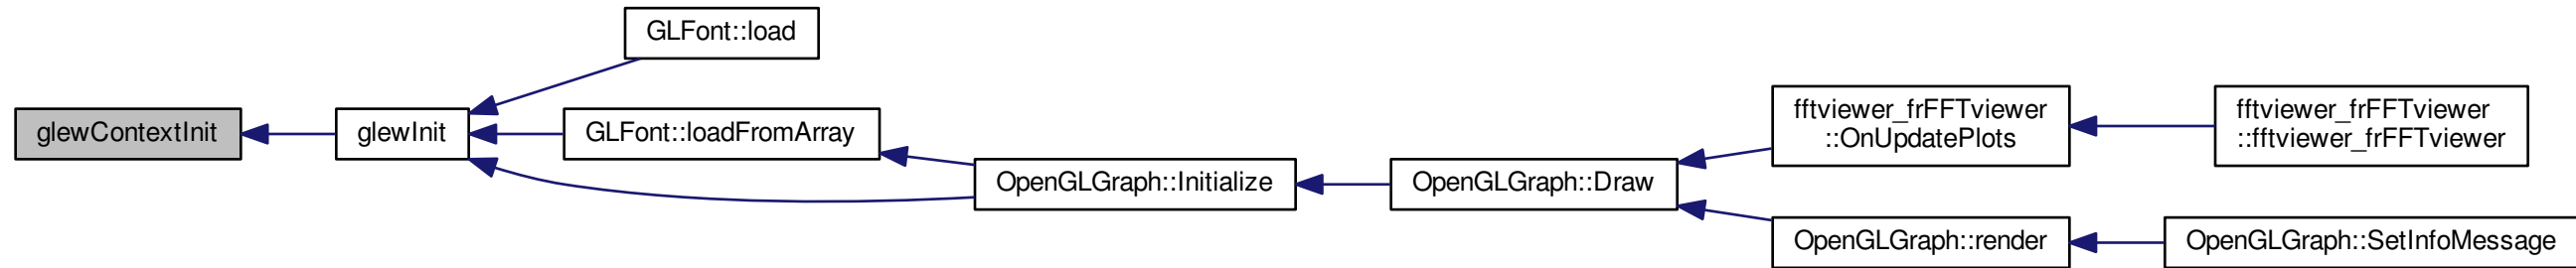 GLFont::load
glewContextInit
glewInit
GLFont::loadFromArray
OpenGLGraph::Initialize
OpenGLGraph::Draw
fftviewer_frFFTviewer
::OnUpdatePlots
fftviewer_frFFTviewer
::fftviewer_frFFTviewer
OpenGLGraph::render
OpenGLGraph::SetInfoMessage